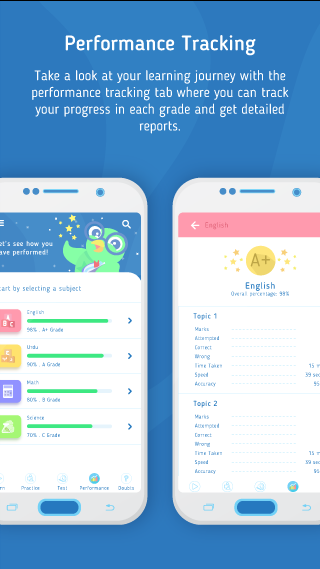 Performance Tracking
Take a look at your learning journey with the
performance tracking tab where you can track
your progress in each grade and get detailed
reports.
et's see how you
ave performed!
tart by selecting a subject
English
98% . A+ Grade
Urdu
90% . A Grade
Math
80% . B Grade
Science
70% . C Grade
rn
Practice
Test
Performance
Doubts
English
A+
English
Overall percentage: 98%
Topic 1
Marks
Attempted
Correct
Wrong
Time Taken 15 m
Speed 39 sec
Accuracy 95
Topic 2
Marks
Attempted
Correct
Wrong
Time Taken 15 m
Speed 39 sec
Accuracy 95